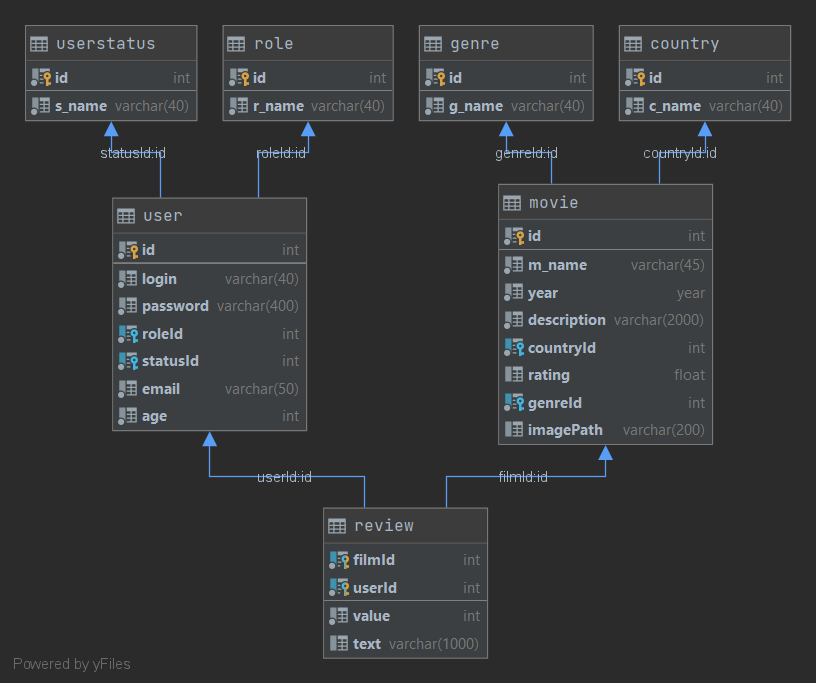 userstatus
id int
s_name varchar(40)
role
id int
r_name varchar(40)
genre
id int
g_name varchar(40)
country
id int
c_name varchar(40)
statusId:id
roleId:id
genreId:id
countryId:id
user
id int
login varchar(40)
password varchar(400)
roleId int
statusId int
email varchar(50)
age int
movie
id int
m_name varchar(45)
year year
description varchar(2000)
countryId int
rating float
genreId int
imagePath varchar(200)
userId:id
filmId:id
review
filmId int
userId int
value int
text varchar(1000)
Powered by yFiles